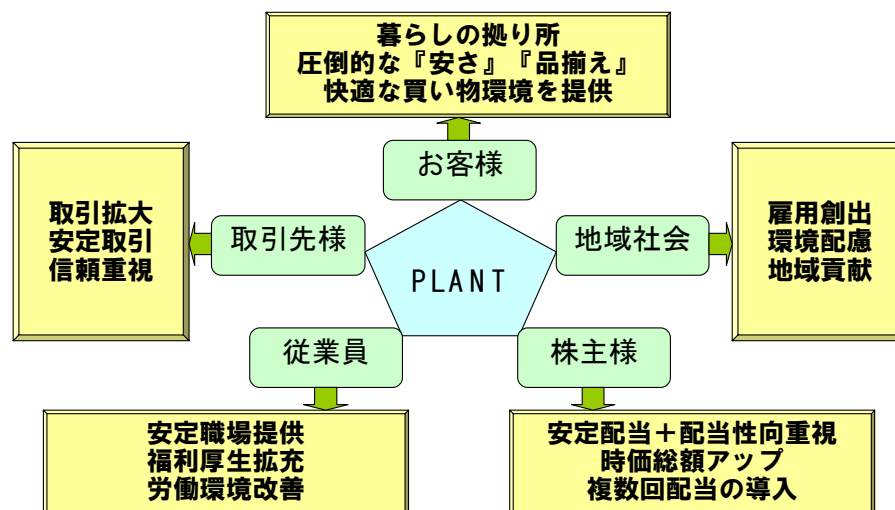 暮らしの拠り所
圧倒的な『安さ』『品揃え』
快適な買い物環境を提供
お客様
取引拡大
安定取引
信頼重視
取引先様
地域社会
雇用創出
環境配慮
地域貢献
PLANT
従業員
株主様
安定職場提供
福利厚生拡充
労働環境改善
安定配当＋配当性向重視
時価総額アップ
複数回配当の導入